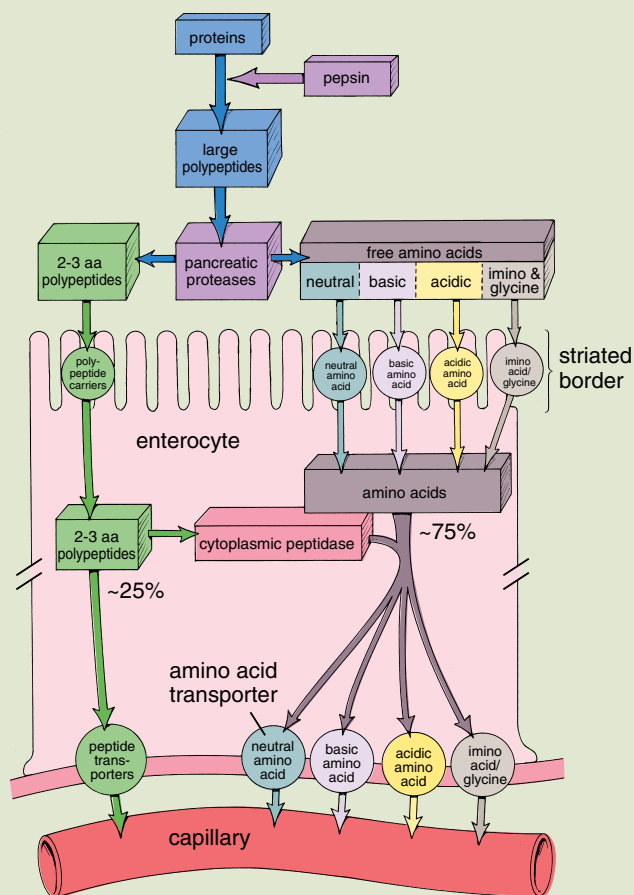 proteins
pepsin
large
polypeptides
2-3 aa
polypeptides
pancreatic
proteases
free amino acids
neutral
basic
acidic
imino &
glycine
poly-
peptide
carriers
neutral
amino
acid
basic
amino
acid
acidic
amino
acid
imino
acid/
glycine
striated
border
enterocyte
amino acids
2-3 aa
polypeptides
cytoplasmic peptidase
~75%
~25%
amino acid
transporter
peptide
trans-
porters
neutral
amino
acid
basic
amino
acid
acidic
amino
acid
imino
acid/
glycine
capillary